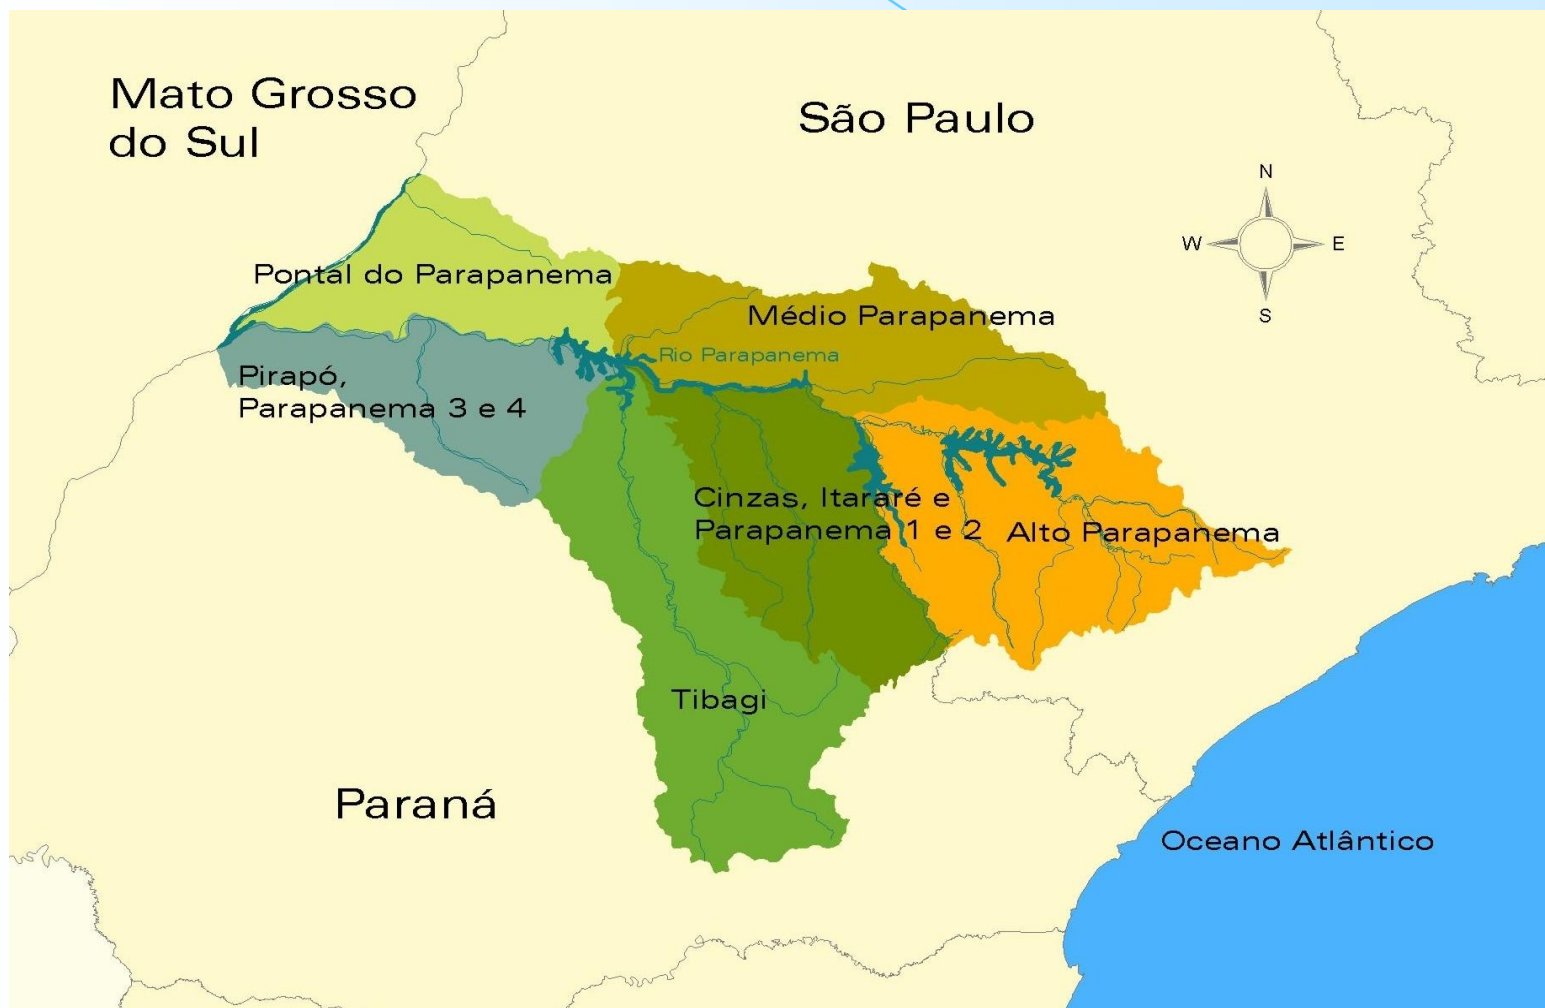 Mato Grosso
do Sul
São Paulo
N
W
E
S
Pontal do Parapanema
Médio Parapanema
Rio Parapanema
Pirapó,
Parapanema 3 e 4
Cinzas, Itararé e
Parapanema 1 e 2
Alto Parapanema
Tibagi
Paraná
Oceano Atlântico